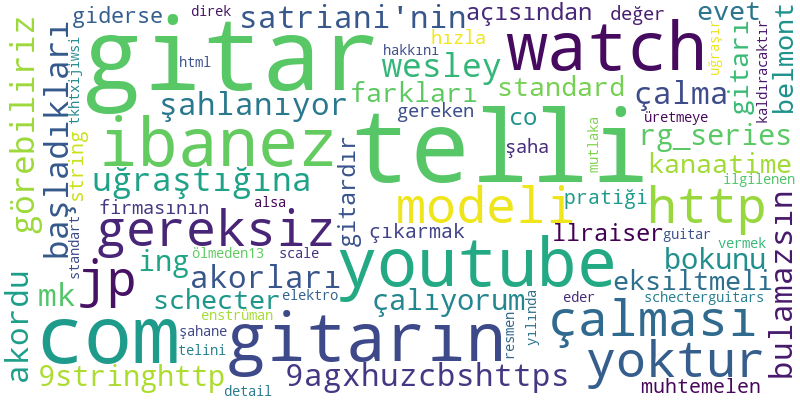 giderse
direk
satriani'nin
açısından
değer
evet
gitar
html
hakkını
hızla
watch
uğraşır
kaldıracaktır
belmont
görebiliriz
başladıkları
tkhtxijiwsi
şahlanıyor
wesley
farkları
standard
çalma
gitarı
ibanez
telli
gereken
co
üretmeye
rg_series
string
uğraştığına
şaha
mutlaka
kanaatime
ilgilenen
standart
firmasının
alsa
gitardır
modeli
pratiği
http
gereksiz
çıkarmak
llraiser
guitar
vermek
bulamazsın
jp
ing
ölmeden13
scale
youtube
bokunu
akordu
mk
akorları
elektro
çalıyorum
eksiltmeli
schecter
enstrüman
eder
schecterguitars
com
şahane
gitarın
resmen
yılında
çalması
telini
yoktur
9stringhttp
detail
9agxhuzcbshttps
muhtemelen